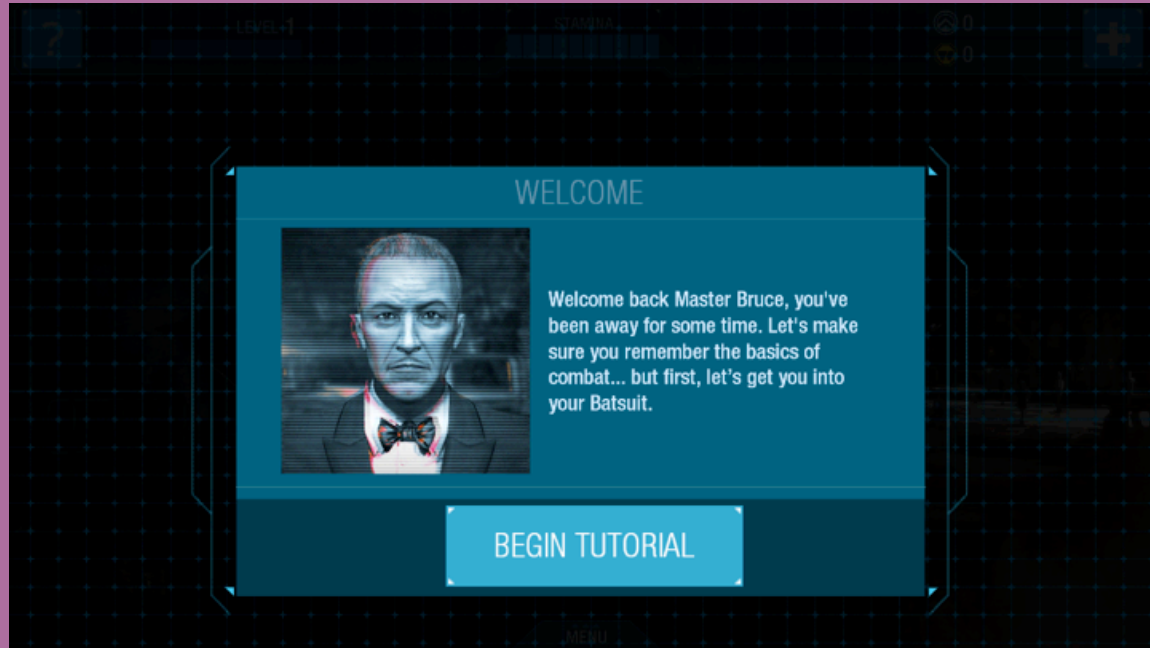 ?
LEVEL 1
STAMINA
0
0
+
WELCOME
Welcome back Master Bruce, you've
been away for some time. Let's make
sure you remember the basics of
combat... but first, let's get you into
your Batsuit.
BEGIN TUTORIAL
MENU